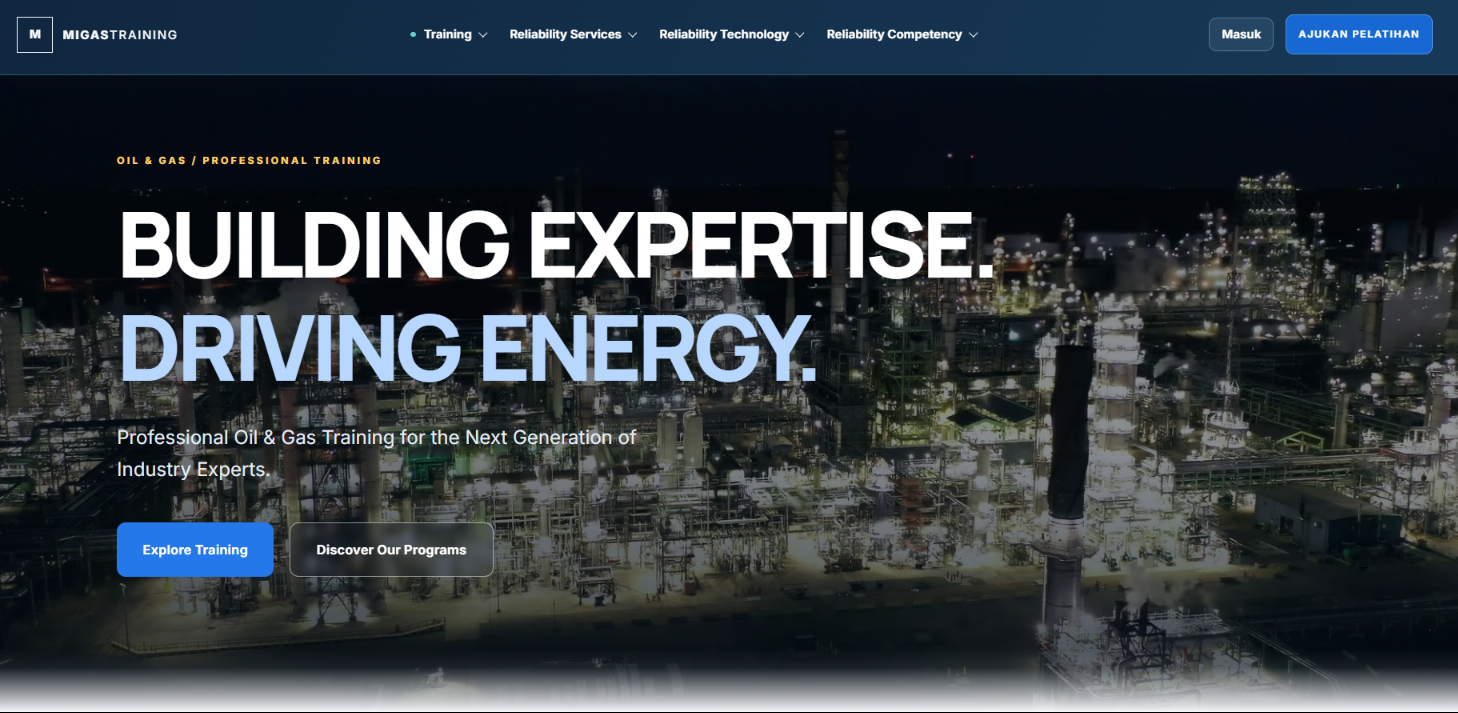 M MIGASTRAINING Training Reliability Services Reliability Technology Reliability Competency Masuk AJUKAN PELATIHAN
OIL & GAS / PROFESSIONAL TRAINING
BUILDING EXPERTISE.
DRIVING ENERGY.
Professional Oil & Gas Training for the Next Generation of
Industry Experts.
Explore Training Discover Our Programs